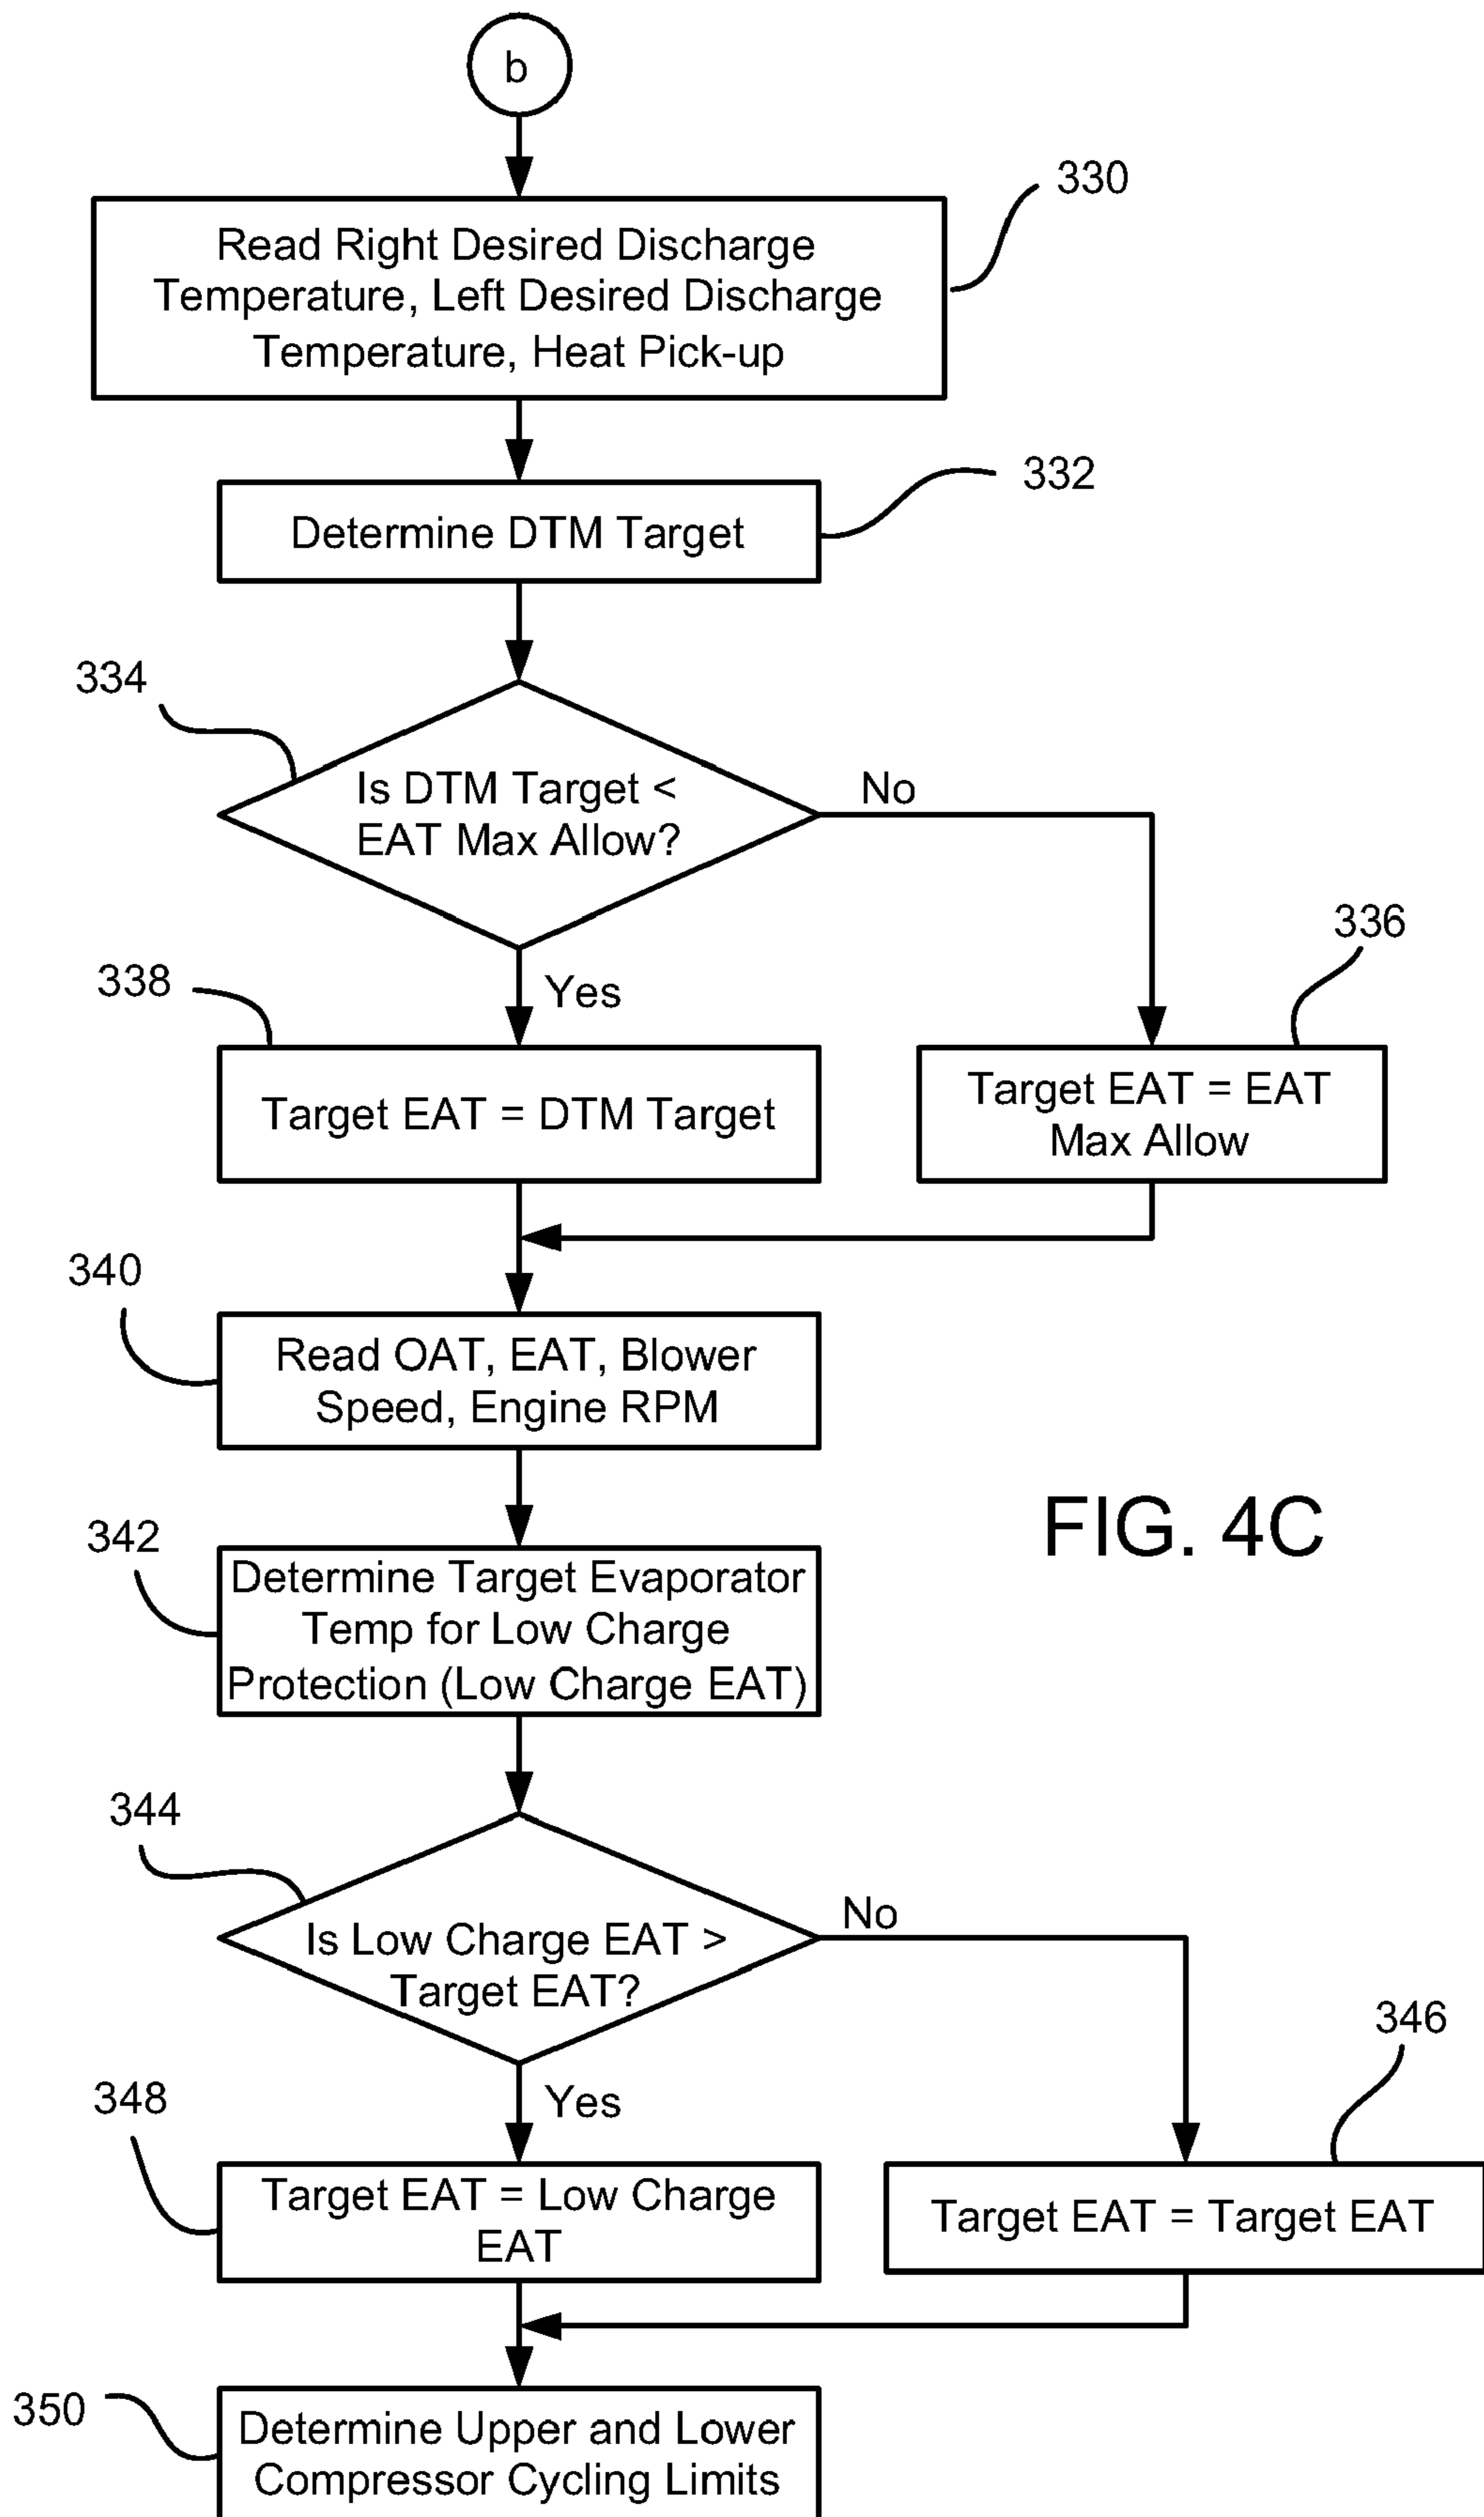 b
330
Read Right Desired Discharge
Temperature, Left Desired Discharge
Temperature, Heat Pick-up
332
Determine DTM Target
334
Is DTM Target <
EAT Max Allow?
No
Yes
336
338
Target EAT = DTM Target
Target EAT = EAT
Max Allow
340
Read OAT, EAT, Blower
Speed, Engine RPM
FIG. 4C
342
Determine Target Evaporator
Temp for Low Charge
Protection (Low Charge EAT)
344
Is Low Charge EAT >
Target EAT?
No
Yes
346
348
Target EAT = Low Charge
EAT
Target EAT = Target EAT
350
Determine Upper and Lower
Compressor Cycling Limits